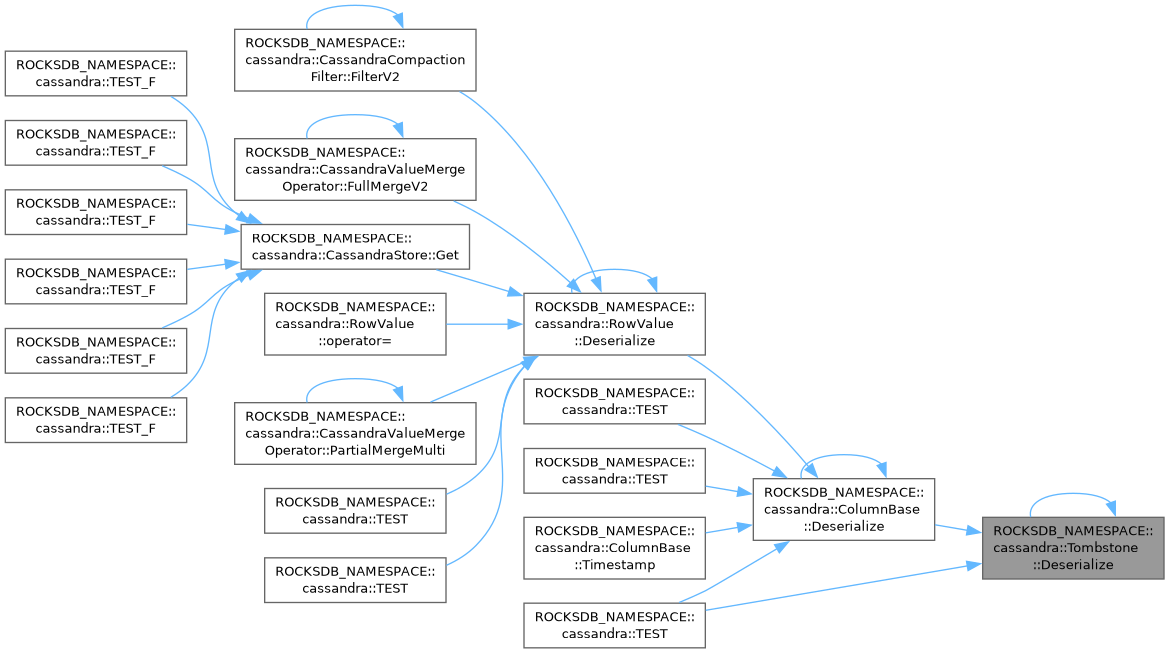 ROCKSDB_NAMESPACE::
cassandra::TEST_F
ROCKSDB_NAMESPACE::
cassandra::TEST_F
ROCKSDB_NAMESPACE::
cassandra::TEST_F
ROCKSDB_NAMESPACE::
cassandra::TEST_F
ROCKSDB_NAMESPACE::
cassandra::TEST_F
ROCKSDB_NAMESPACE::
cassandra::TEST_F
ROCKSDB_NAMESPACE::
cassandra::CassandraCompaction
Filter::FilterV2
ROCKSDB_NAMESPACE::
cassandra::CassandraValueMerge
Operator::FullMergeV2
ROCKSDB_NAMESPACE::
cassandra::CassandraStore::Get
ROCKSDB_NAMESPACE::
cassandra::RowValue
::operator=
ROCKSDB_NAMESPACE::
cassandra::CassandraValueMerge
Operator::PartialMergeMulti
ROCKSDB_NAMESPACE::
cassandra::TEST
ROCKSDB_NAMESPACE::
cassandra::TEST
ROCKSDB_NAMESPACE::
cassandra::RowValue
::Deserialize
ROCKSDB_NAMESPACE::
cassandra::TEST
ROCKSDB_NAMESPACE::
cassandra::TEST
ROCKSDB_NAMESPACE::
cassandra::ColumnBase
::Timestamp
ROCKSDB_NAMESPACE::
cassandra::TEST
ROCKSDB_NAMESPACE::
cassandra::ColumnBase
::Deserialize
ROCKSDB_NAMESPACE::
cassandra::Tombstone
::Deserialize